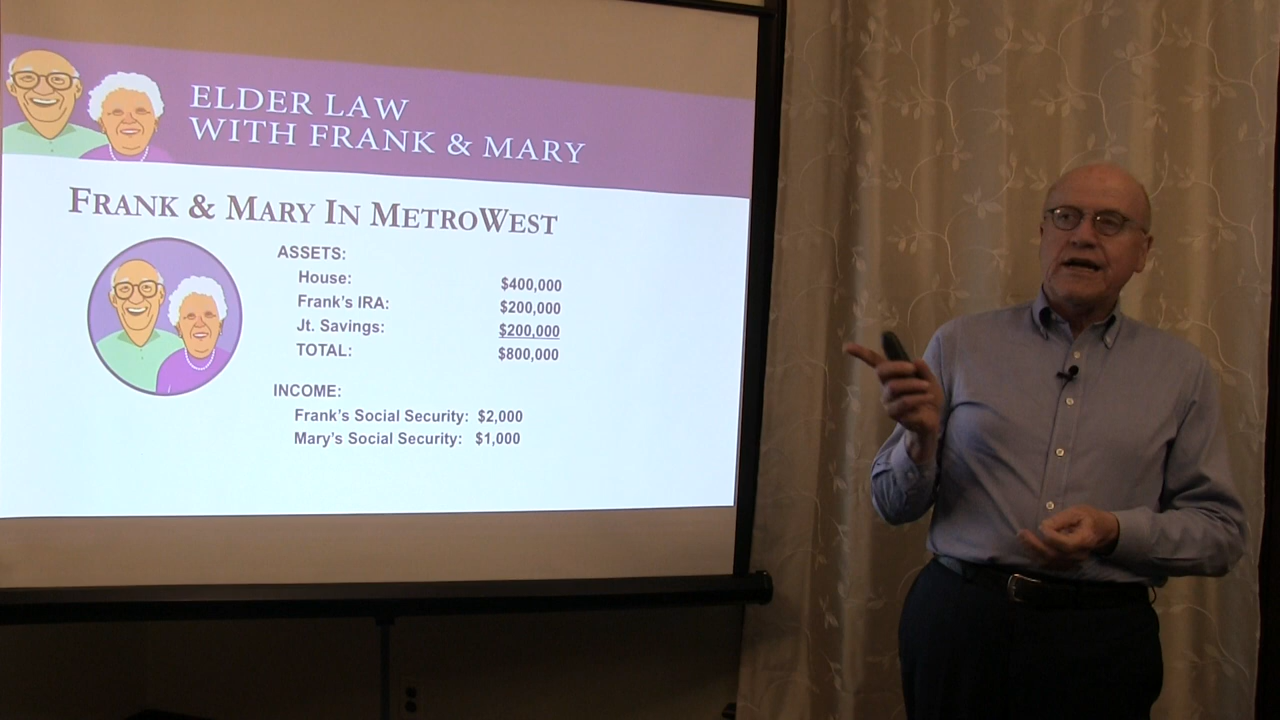 ELDER LAW
WITH FRANK & MARY
FRANK & MARY IN METROWEST
ASSETS:
House: $400,000
Frank's IRA: $200,000
Jt. Savings: $200,000
TOTAL: $800,000
INCOME:
Frank's Social Security: $2,000
Mary's Social Security: $1,000